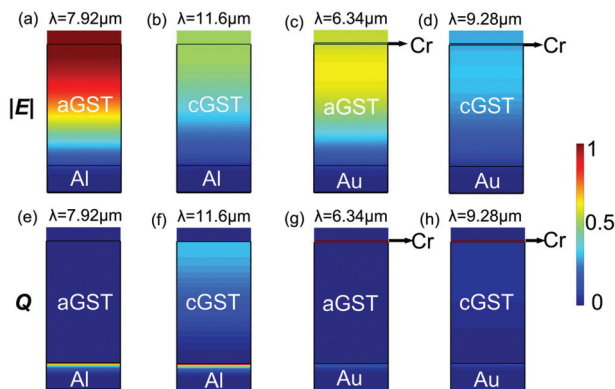 (a) λ=7.92μm (b) λ=11.6μm (c) λ=6.34μm (d) λ=9.28μm
Cr Cr
|E| aGST cGST aGST cGST
Al Al Au Au
1
0.5
0
(e) λ=7.92μm (f) λ=11.6μm (g) λ=6.34μm (h) λ=9.28μm
Cr Cr
Q aGST cGST aGST cGST
Al Al Au Au